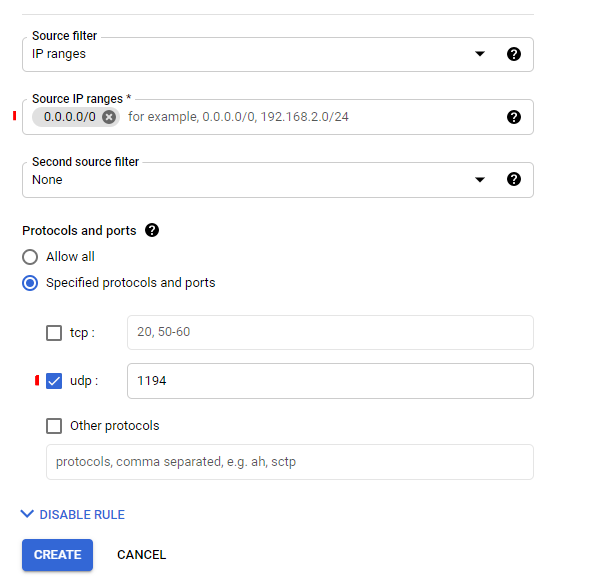 Source filter
IP ranges
Source IP ranges *
0.0.0.0/0 for example, 0.0.0.0/0, 192.168.2.0/24
Second source filter
None
Protocols and ports
Allow all
Specified protocols and ports
tcp : 20, 50-60
udp : 1194
Other protocols
protocols, comma separated, e.g. ah, sctp
DISABLE RULE
CREATE CANCEL